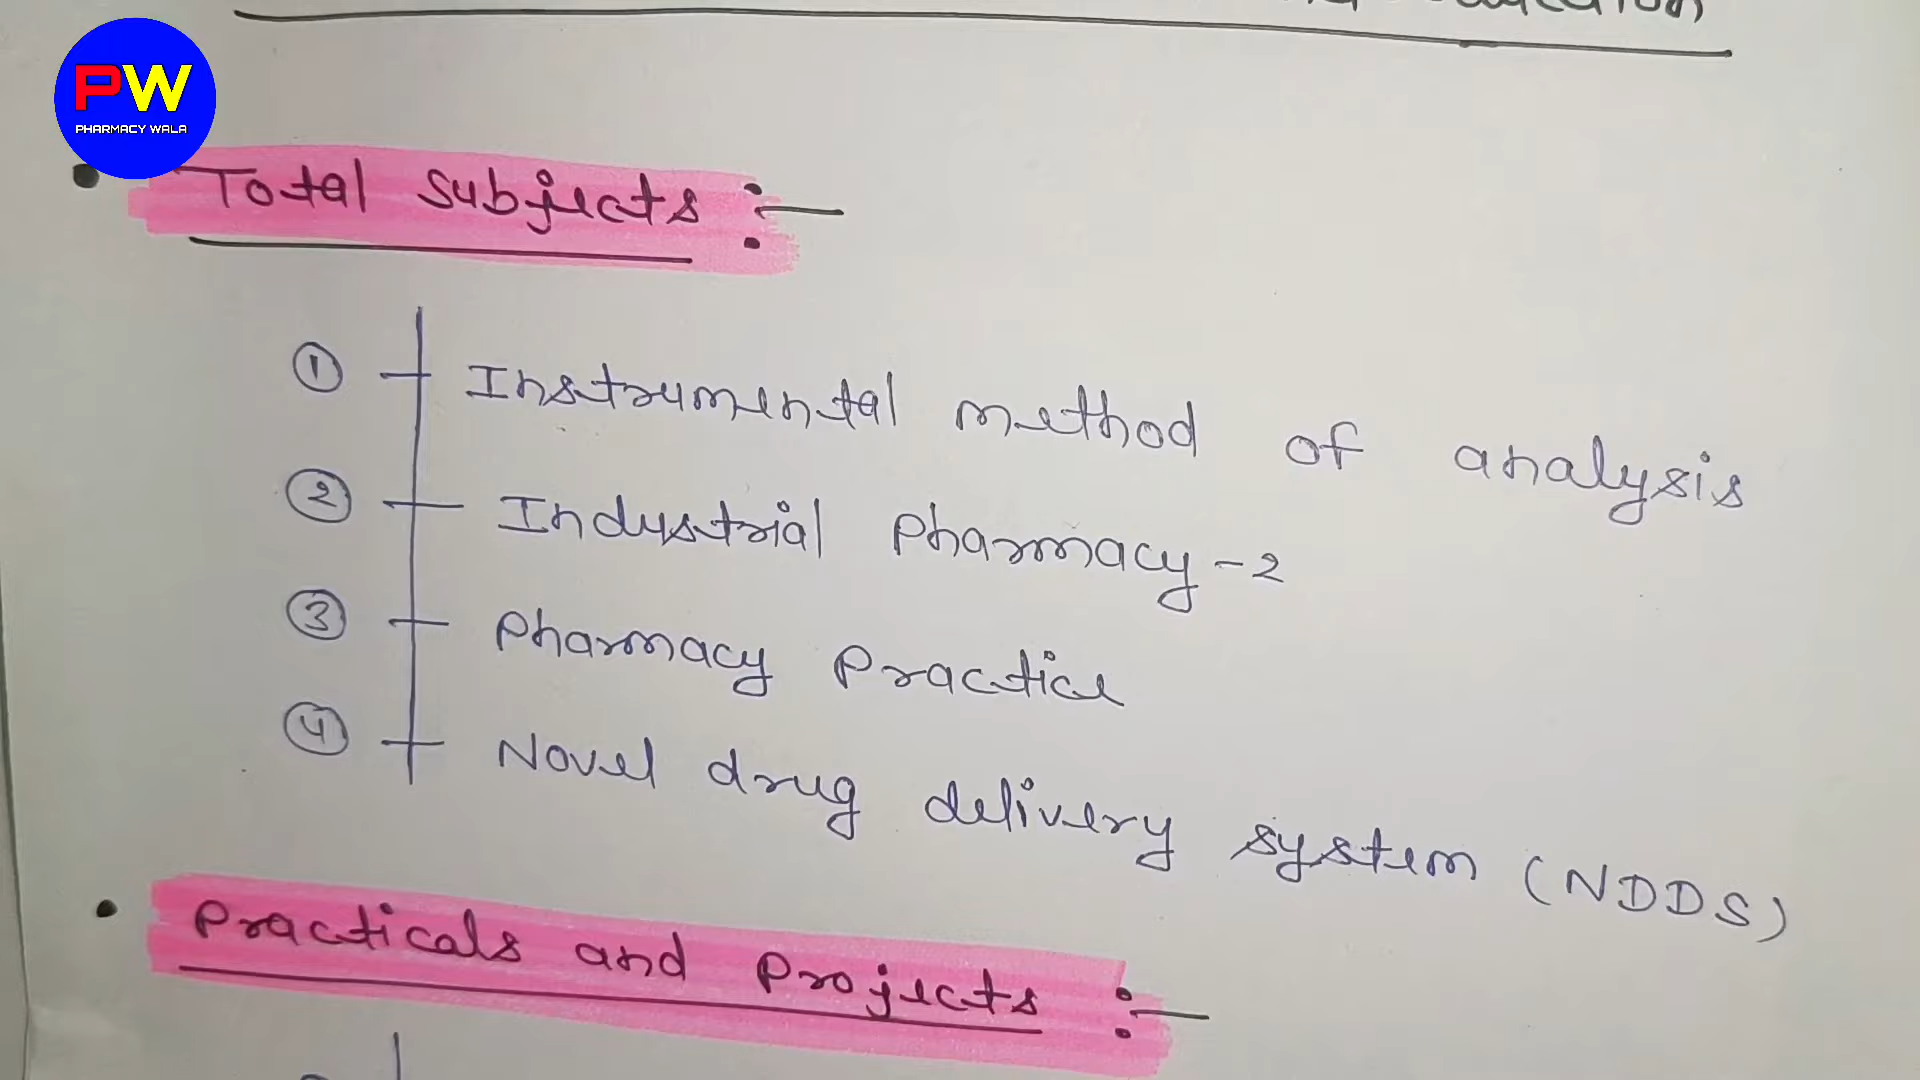 PW
PHARMACY WALA
• Total Subjects :—
① Instrumental method of analysis
② Industrial Pharmacy-2
③ Pharmacy Practice
④ Novel drug delivery system (NDDS)
• Practicals and Projects :—